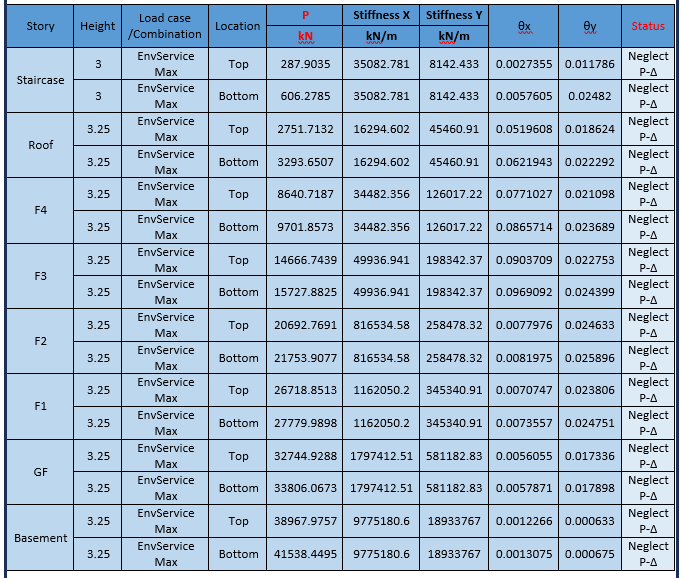 Story Height Load case /Combination Location P kN Stiffness X kN/m Stiffness Y kN/m θx θy Status
Staircase 3 EnvService Max Top 287.9035 35082.781 8142.433 0.0027355 0.011786 Neglect P-Δ
3 EnvService Max Bottom 606.2785 35082.781 8142.433 0.0057605 0.02482 Neglect P-Δ
Roof 3.25 EnvService Max Top 2751.7132 16294.602 45460.91 0.0519608 0.018624 Neglect P-Δ
3.25 EnvService Max Bottom 3293.6507 16294.602 45460.91 0.0621943 0.022292 Neglect P-Δ
F4 3.25 EnvService Max Top 8640.7187 34482.356 126017.22 0.0771027 0.021098 Neglect P-Δ
3.25 EnvService Max Bottom 9701.8573 34482.356 126017.22 0.0865714 0.023689 Neglect P-Δ
F3 3.25 EnvService Max Top 14666.7439 49936.941 198342.37 0.0903709 0.022753 Neglect P-Δ
3.25 EnvService Max Bottom 15727.8825 49936.941 198342.37 0.0969092 0.024399 Neglect P-Δ
F2 3.25 EnvService Max Top 20692.7691 816534.58 258478.32 0.0077976 0.024633 Neglect P-Δ
3.25 EnvService Max Bottom 21753.9077 816534.58 258478.32 0.0081975 0.025896 Neglect P-Δ
F1 3.25 EnvService Max Top 26718.8513 1162050.2 345340.91 0.0070747 0.023806 Neglect P-Δ
3.25 EnvService Max Bottom 27779.9898 1162050.2 345340.91 0.0073557 0.024751 Neglect P-Δ
GF 3.25 EnvService Max Top 32744.9288 1797412.51 581182.83 0.0056055 0.017336 Neglect P-Δ
3.25 EnvService Max Bottom 33806.0673 1797412.51 581182.83 0.0057871 0.017898 Neglect P-Δ
Basement 3.25 EnvService Max Top 38967.9757 9775180.6 18933767 0.0012266 0.000633 Neglect P-Δ
3.25 EnvService Max Bottom 41538.4495 9775180.6 18933767 0.0013075 0.000675 Neglect P-Δ